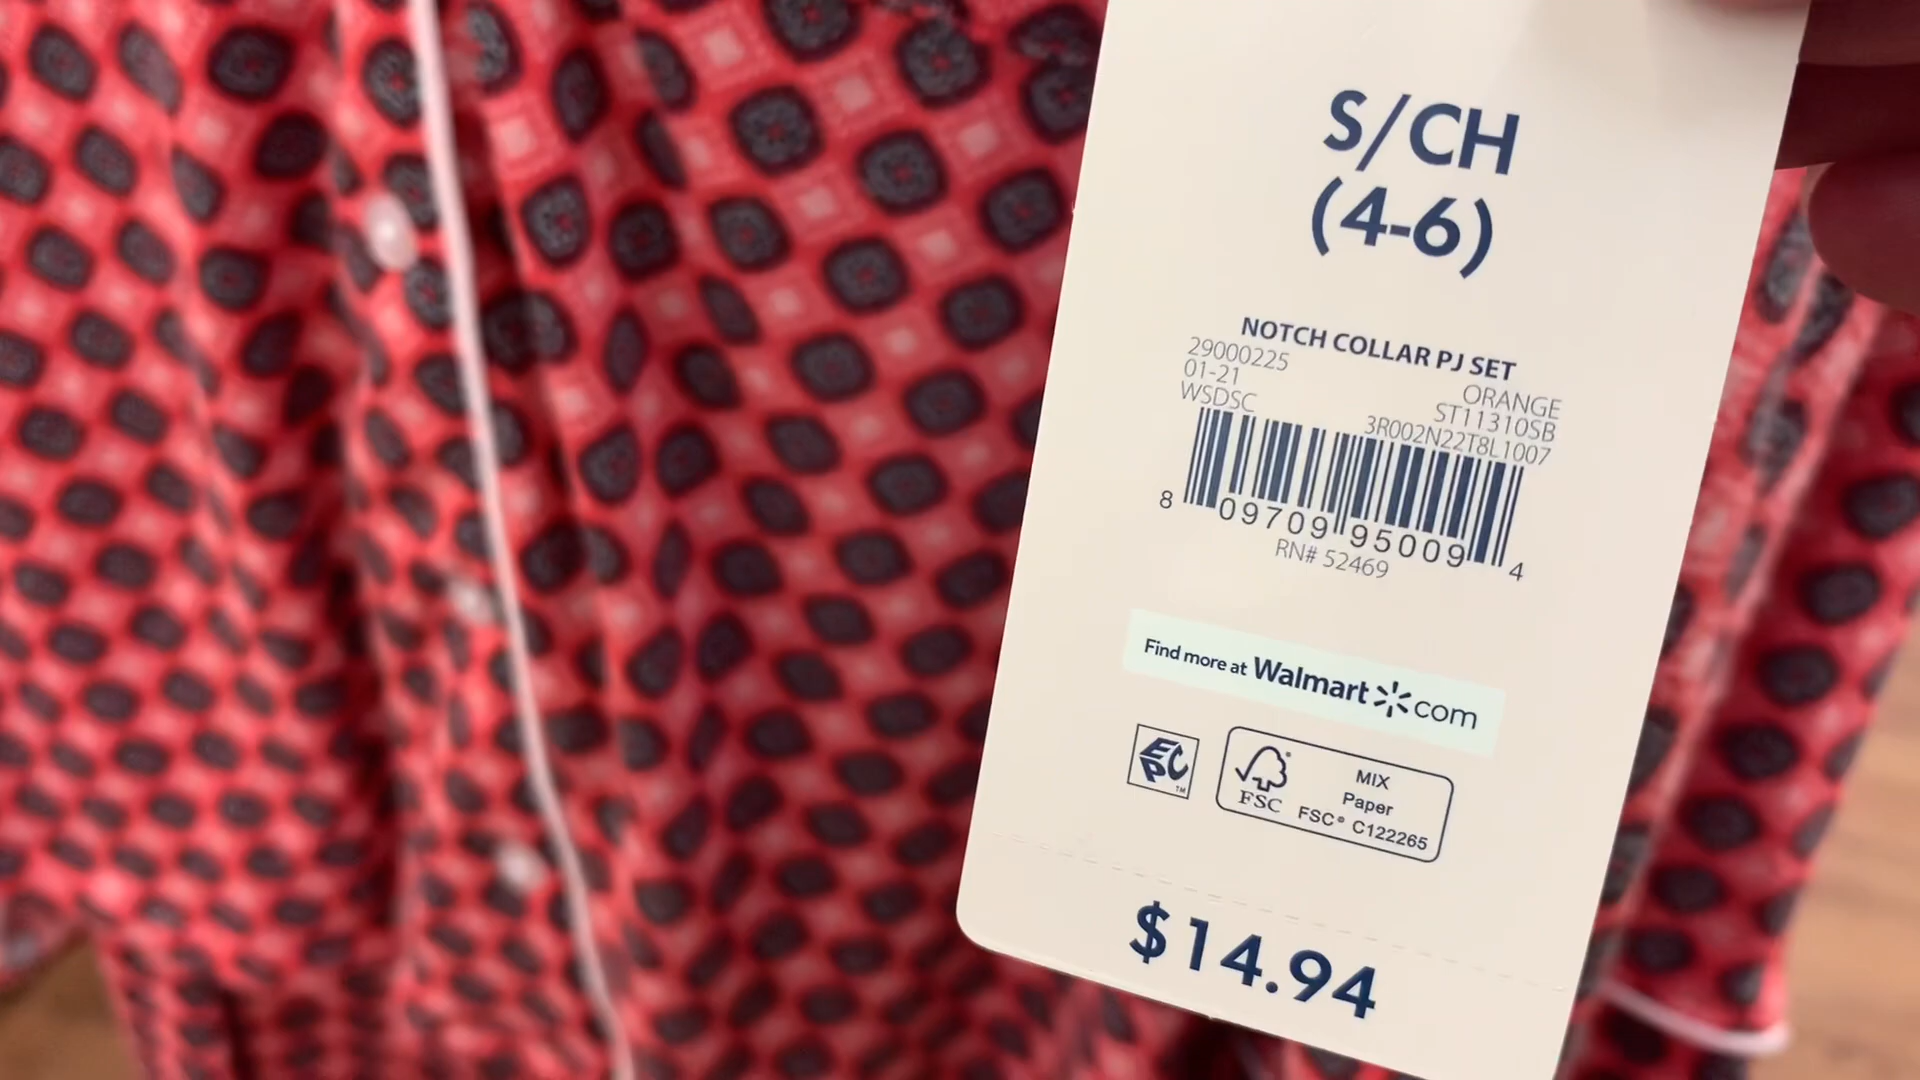 S/CH
(4-6)
NOTCH COLLAR PJ SET
29000225
01-21
WSDSC
ORANGE
ST11310SB
3R002N22T8L1007
8 09709 95009 4
RN# 52469
Find more at Walmart com
EPC TM
FSC
MIX
Paper
FSC® C122265
$14.94